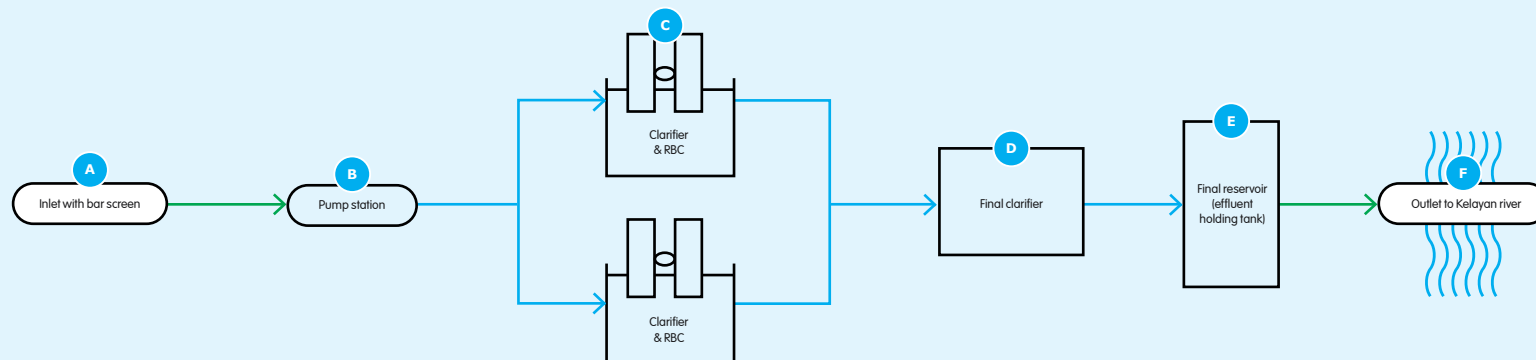 A
Inlet with bar screen
B
Pump station
C
Clarifier
& RBC
Clarifier
& RBC
D
Final clarifier
E
Final reservoir
(effluent
holding tank)
F
Outlet to Kelayan river